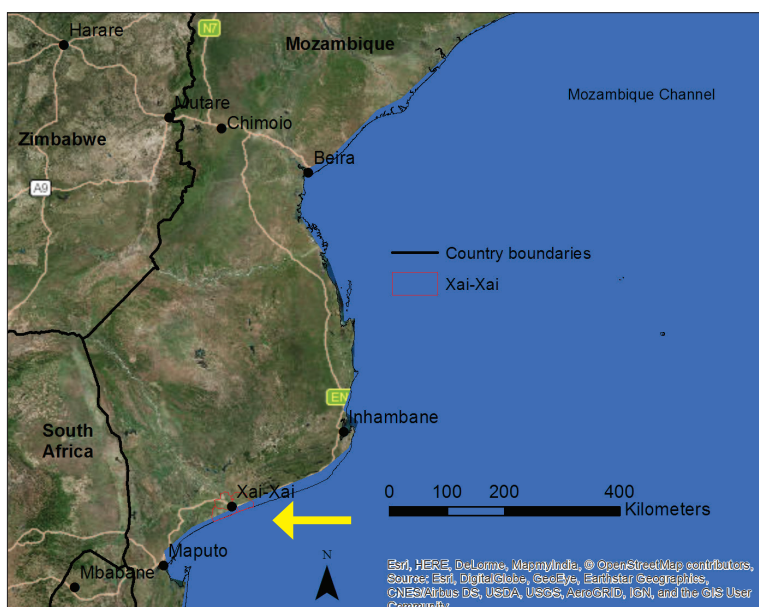 Harare
N7
Mozambique
Mozambique Channel
Mutare
Chimoio
Zimbabwe
Beira
A9
Country boundaries
Xai-Xai
EN
Inhambane
South
Africa
Xai-Xai
0 100 200 400
Kilometers
Maputo
N
Mbabane
Esri, HERE, DeLorme, MapmyIndia, © OpenStreetMap contributors,
Source: Esri, DigitalGlobe, GeoEye, Earthstar Geographics,
CNES/Airbus DS, USDA, USGS, AeroGRID, IGN, and the GIS User
Community